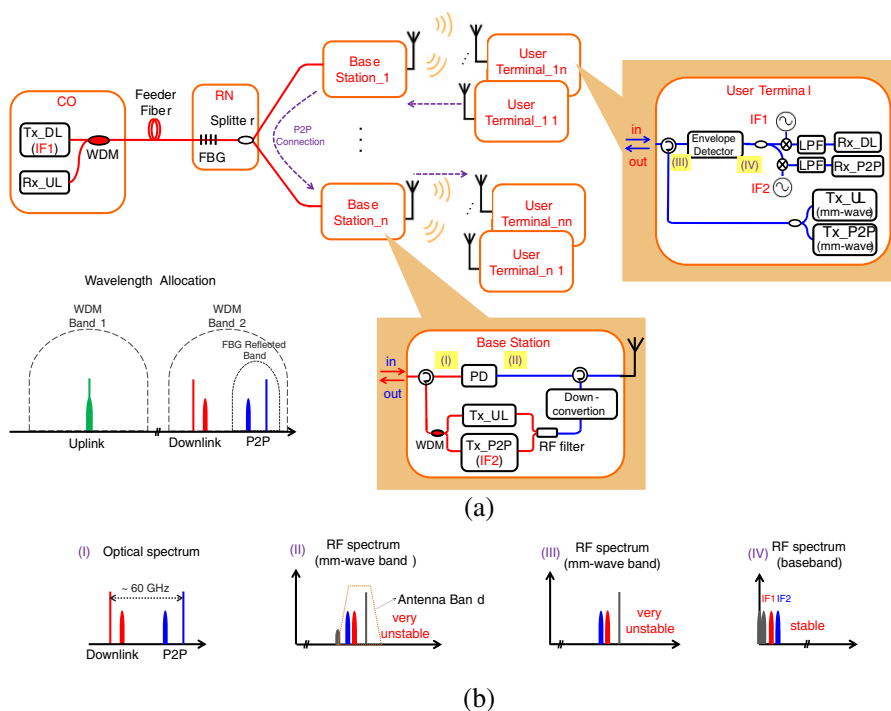 CO
Tx_DL
(IF1)
Rx_UL
WDM
Feeder
Fiber
RN
Splitte r
FBG
P2P
Connection
Base
Station_1
⋮
Base
Station_n
User
Terminal_1n
User
Terminal_1 1
User
Terminal_nn
User
Terminal_n 1
User Termina l
in
out
(III)
Envelope
Detector
(IV)
IF1
IF2
LPF
Rx_DL
LPF
Rx_P2P
Tx_UL
(mm-wave)
Tx_P2P
(mm-wave)
Wavelength Allocation
WDM
Band 1
WDM
Band_2
FBG Reflected
Band
Uplink
Downlink
P2P
Base Station
in
out
(I)
PD
(II)
Down-
convertion
WDM
Tx_UL
Tx_P2P
(IF2)
RF filter
(a)
(I) Optical spectrum
~ 60 GHz
Downlink
P2P
(II) RF spectrum
(mm-wave band )
Antenna Ban d
very
unstable
(III) RF spectrum
(mm-wave band)
very
unstable
(IV) RF spectrum
(baseband)
IF1 IF2
stable
(b)